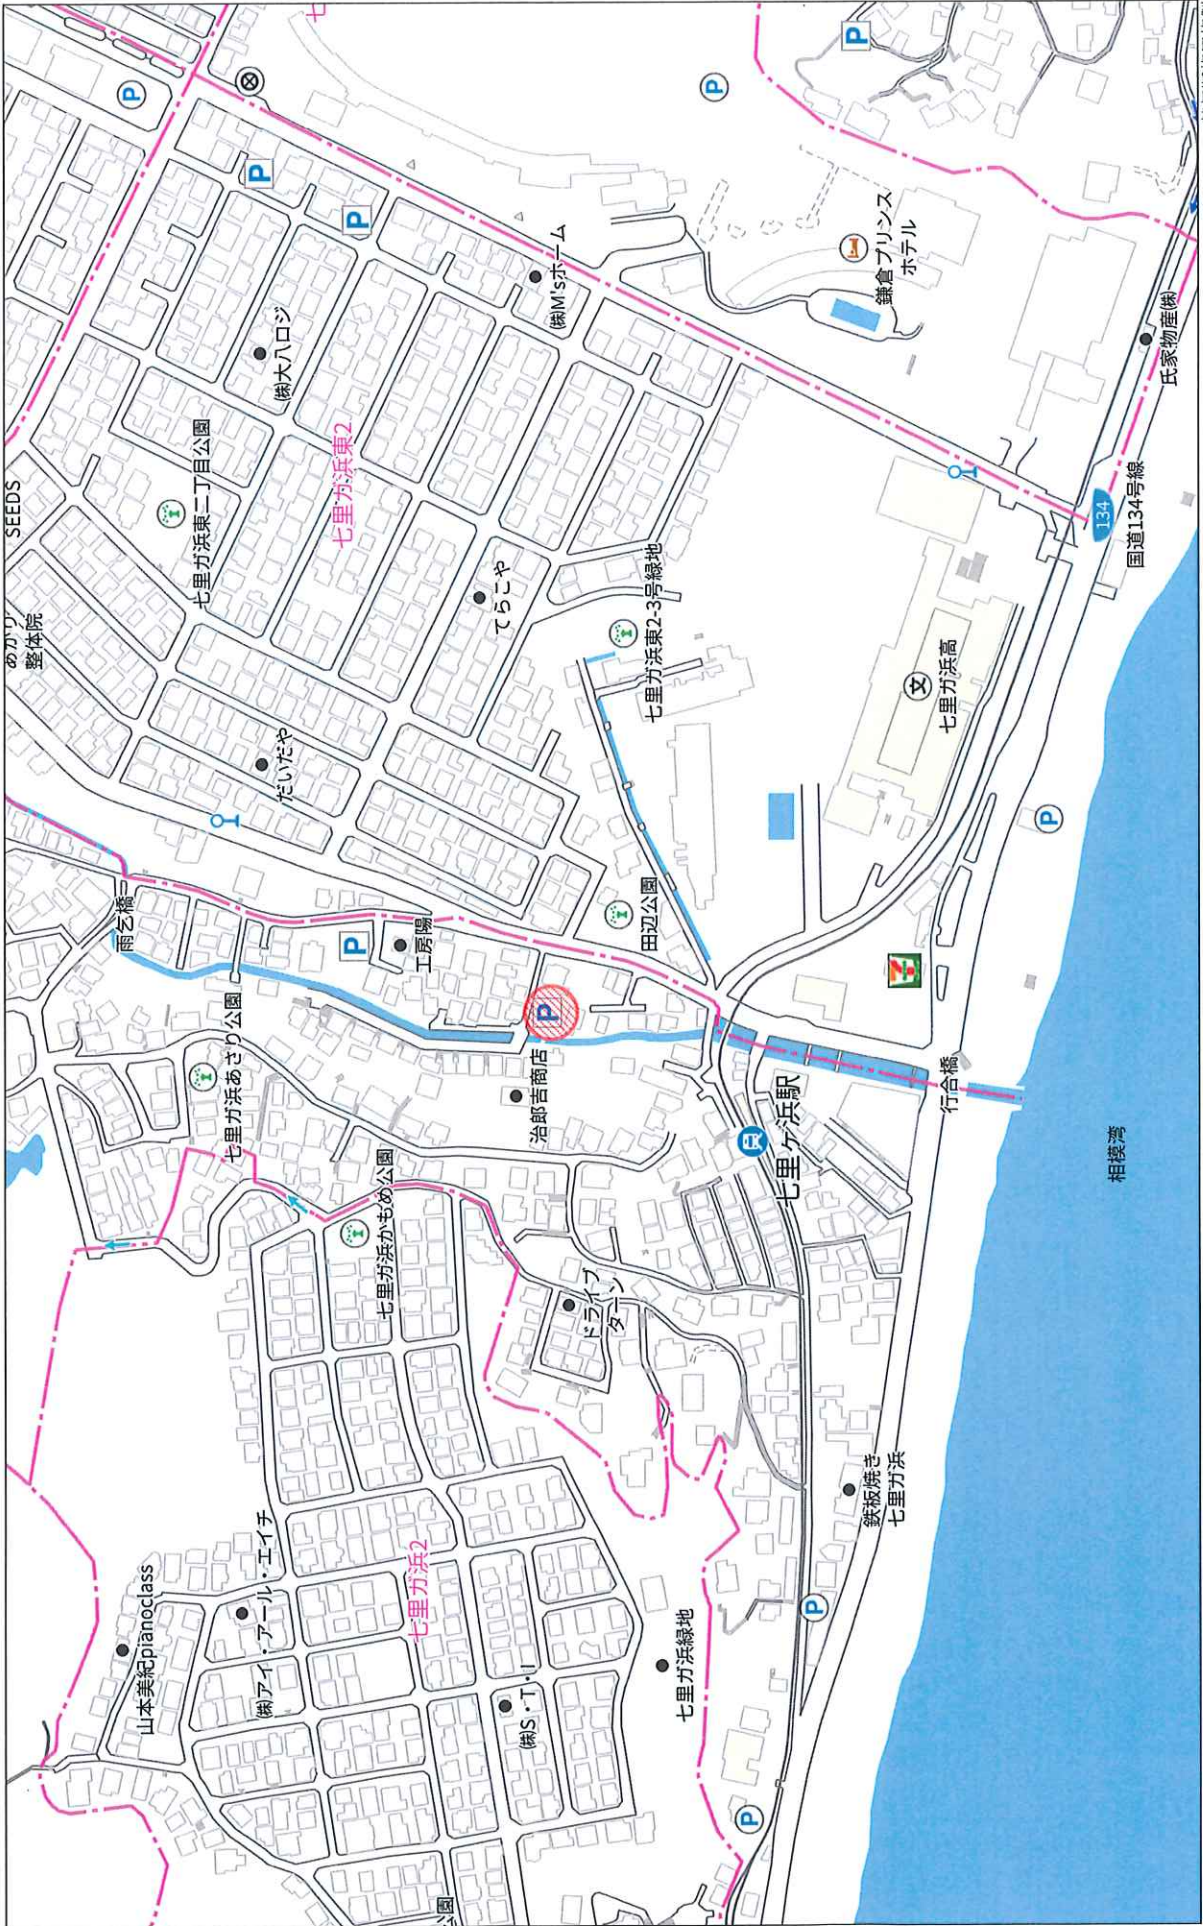 SEEDS
あかり
整体院
七里ガ浜東二丁目公園
㈱大八ロジ
七里ガ浜東2
㈱M'sホーム
鎌倉プリンス
ホテル
氏家物産㈱
134
国道134号線
てらこや
七里ガ浜東2-3号緑地
文
七里ガ浜高
だいだや
雨乞橋
工房陽
田辺公園
七里ガ浜あさり公園
治郎吉商店
七里ヶ浜駅
行合橋
相模湾
七里ガ浜かもめ公園
ドライブ
ターン
鉄板焼き
七里ガ浜
山本美紀pianoclass
㈱アイ・アール・エイチ
七里ガ浜2
㈱S・T・I
七里ガ浜緑地
公園
P
P
P
P
P
P
P
P
P
P
7